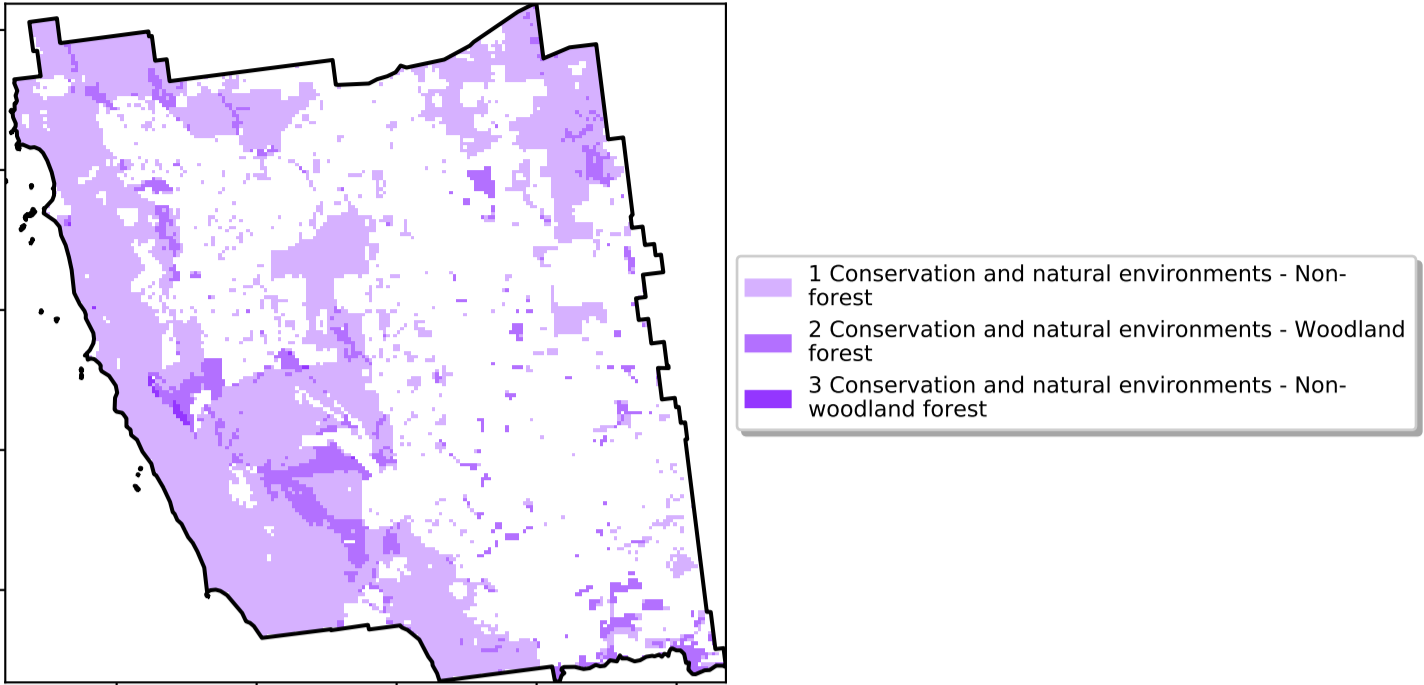 1 Conservation and natural environments - Non-
forest
2 Conservation and natural environments - Woodland
forest
3 Conservation and natural environments - Non-
woodland forest